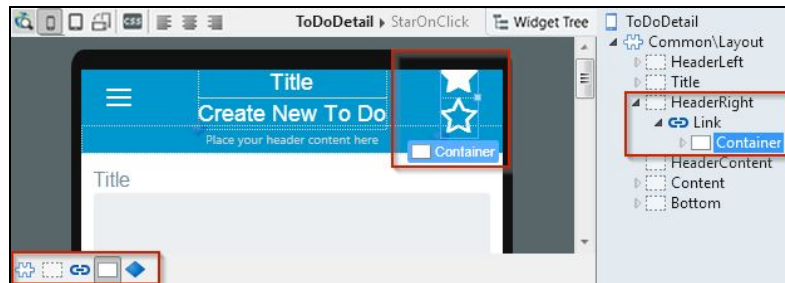 CSS ToDoDetail ▸ StarOnClick Widget Tree
Title
Create New To Do
Place your header content here
Container
Title
ToDoDetail
Common\Layout
HeaderLeft
Title
HeaderRight
Link
Container
HeaderContent
Content
Bottom